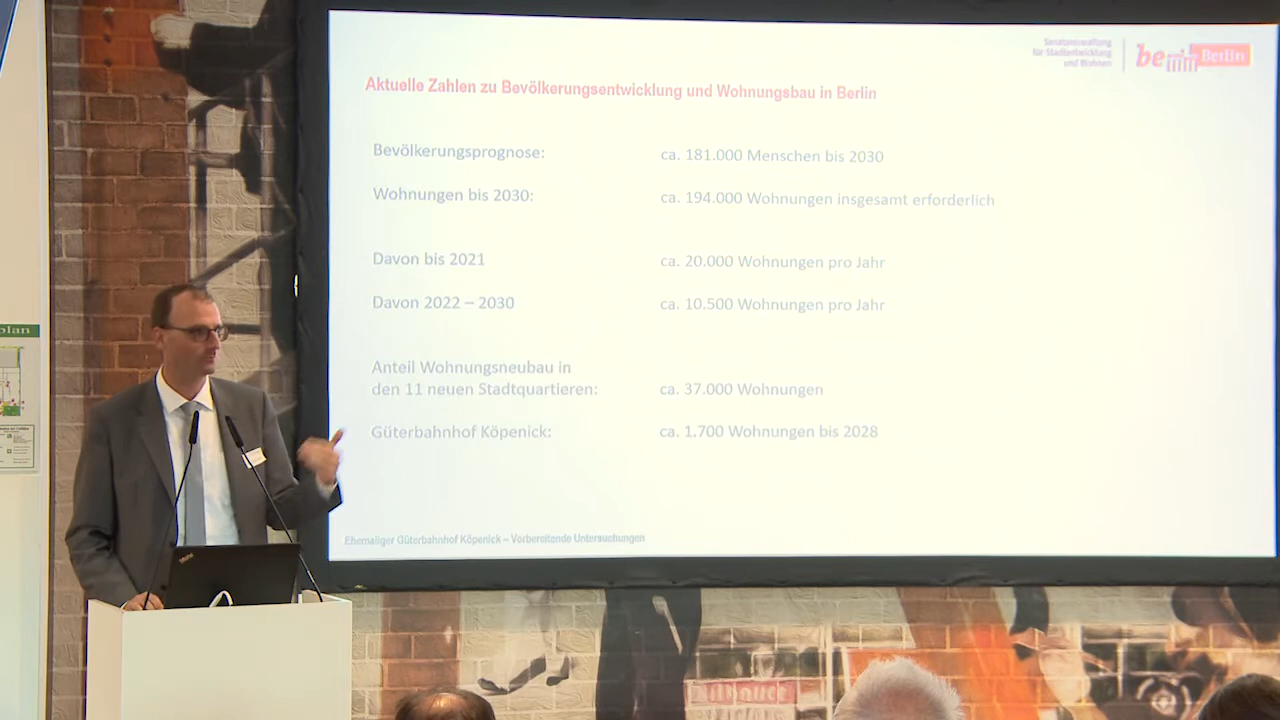 Senatsverwaltung
für Stadtentwicklung
und Wohnen
be Berlin
Aktuelle Zahlen zu Bevölkerungsentwicklung und Wohnungsbau in Berlin
Bevölkerungsprognose: ca. 181.000 Menschen bis 2030
Wohnungen bis 2030: ca. 194.000 Wohnungen insgesamt erforderlich
Davon bis 2021 ca. 20.000 Wohnungen pro Jahr
Davon 2022 – 2030 ca. 10.500 Wohnungen pro Jahr
Anteil Wohnungsneubau in
den 11 neuen Stadtquartieren: ca. 37.000 Wohnungen
Güterbahnhof Köpenick: ca. 1.700 Wohnungen bis 2028
Ehemaliger Güterbahnhof Köpenick – Vorbereitende Untersuchungen
plan